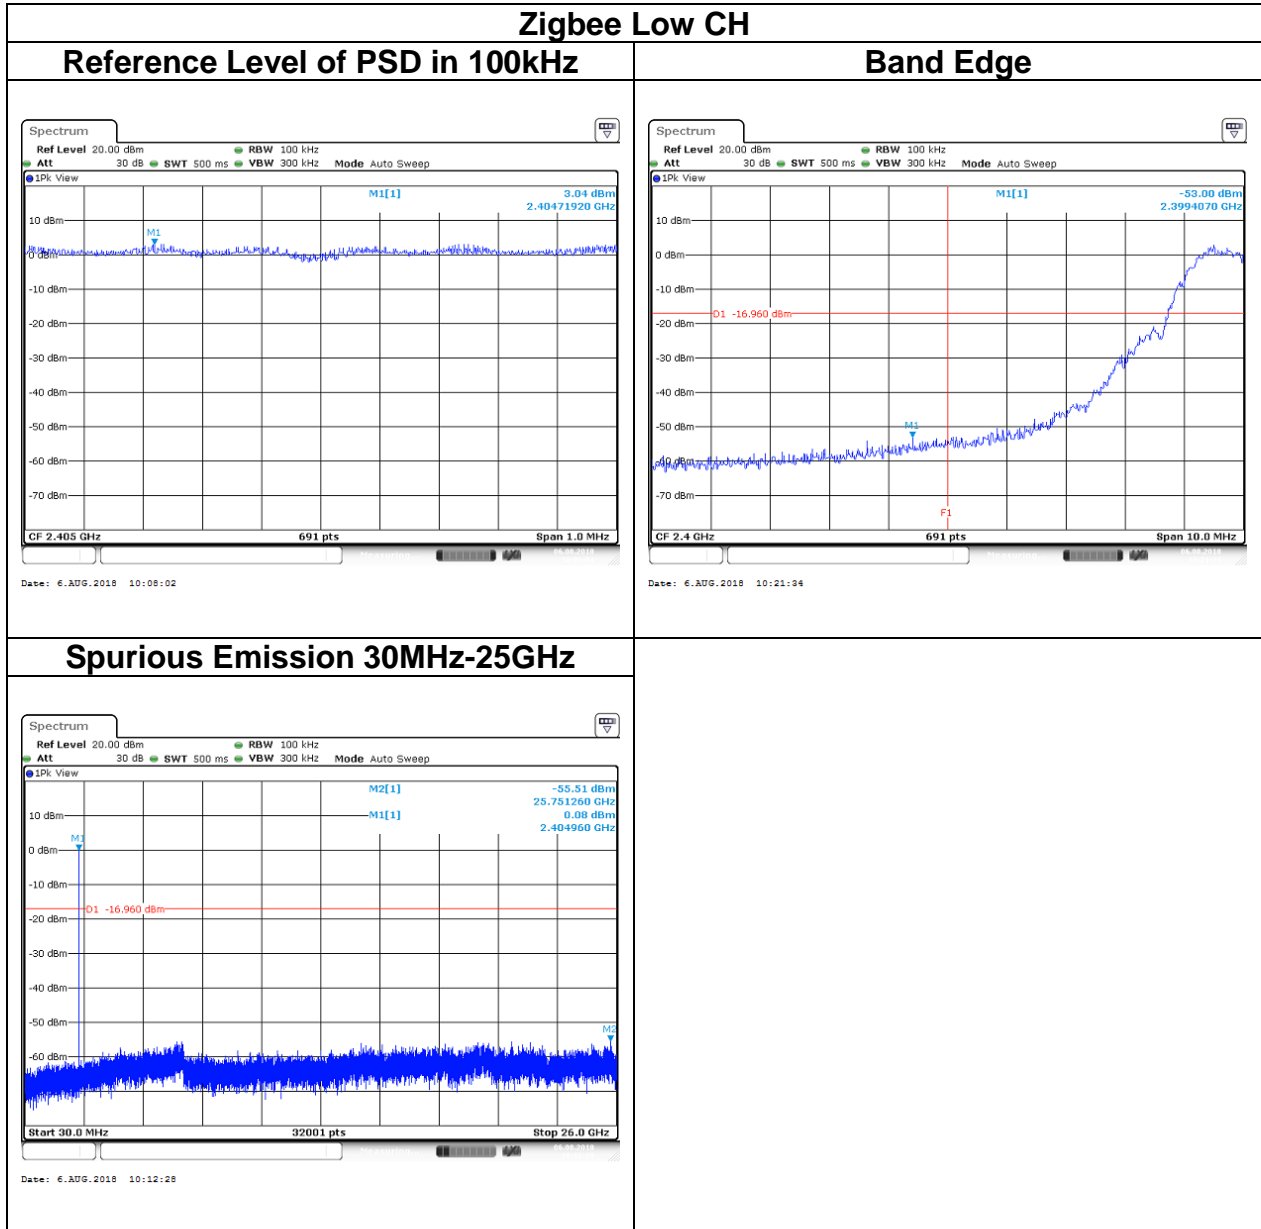 Zigbee Low CH
Reference Level of PSD in 100kHz
Band Edge
Spectrum
Ref Level 20.00 dBm RBW 100 kHz
Att 30 dB SWT 500 ms VBW 300 kHz Mode Auto Sweep
1Pk View
M1[1] 3.04 dBm
2.40471920 GHz
10 dBm
M1
0 dBm
-10 dBm
-20 dBm
-30 dBm
-40 dBm
-50 dBm
-60 dBm
-70 dBm
CF 2.405 GHz 691 pts Span 1.0 MHz
Date: 6.AUG.2018 10:08:02
Spectrum
Ref Level 20.00 dBm RBW 100 kHz
Att 30 dB SWT 500 ms VBW 300 kHz Mode Auto Sweep
1Pk View
M1[1] -53.00 dBm
2.3994070 GHz
10 dBm
0 dBm
-10 dBm
D1 -16.960 dBm
-20 dBm
-30 dBm
-40 dBm
-50 dBm
M1
-60 dBm
-70 dBm
F1
CF 2.4 GHz 691 pts Span 10.0 MHz
Date: 6.AUG.2018 10:21:34
Spurious Emission 30MHz-25GHz
Spectrum
Ref Level 20.00 dBm RBW 100 kHz
Att 30 dB SWT 500 ms VBW 300 kHz Mode Auto Sweep
1Pk View
M2[1] -55.51 dBm
25.751260 GHz
10 dBm M1[1] 0.08 dBm
2.404960 GHz
M1
0 dBm
-10 dBm
D1 -16.960 dBm
-20 dBm
-30 dBm
-40 dBm
-50 dBm
M2
-60 dBm
Start 30.0 MHz 32001 pts Stop 26.0 GHz
Date: 6.AUG.2018 10:12:28